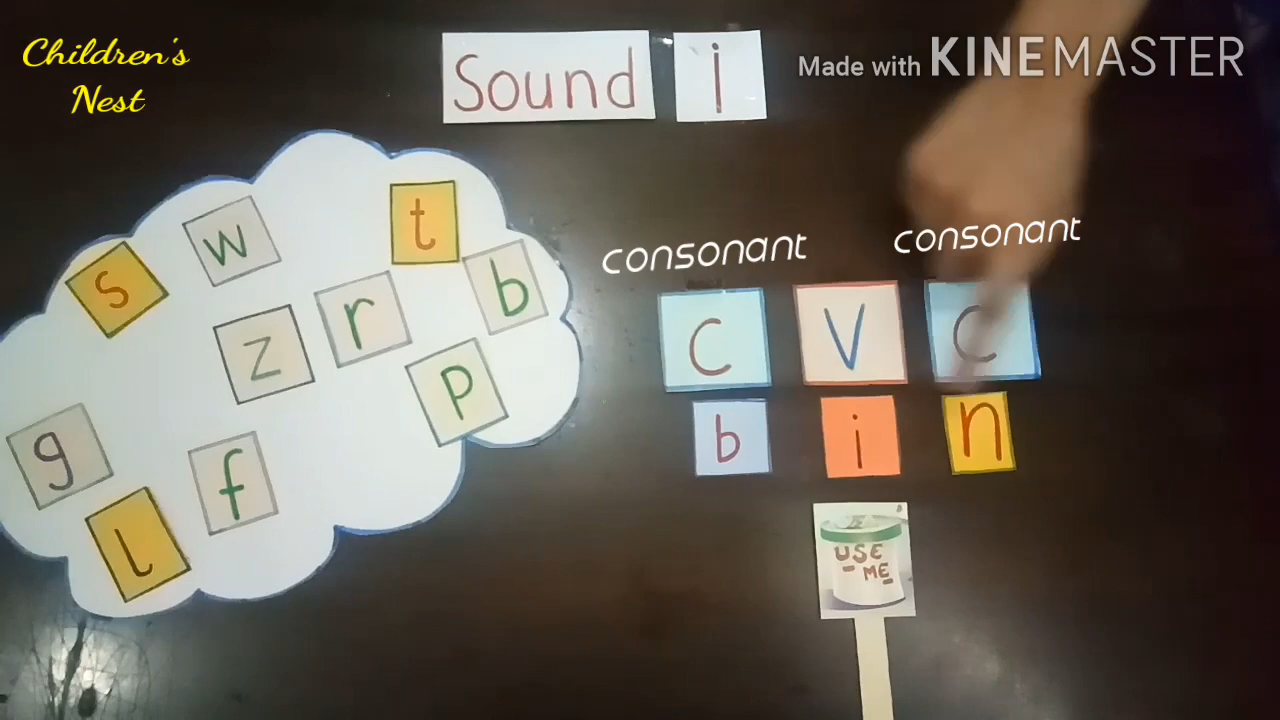 Children's
Nest
Sound i
Made with KINEMASTER
s w t
z r b
p
g f
l
consonant consonant
C V C
b i n
USE
ME